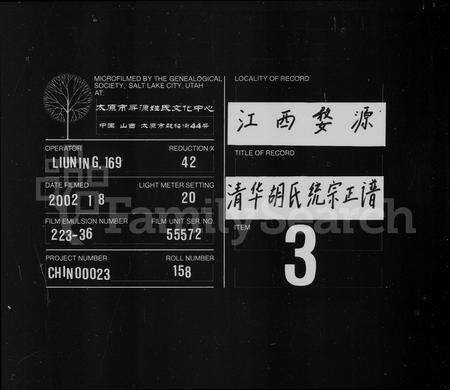 MICROFILMED BY THE GENEALOGICAL
SOCIETY, SALT LAKE CITY, UTAH
AT:
太原市寻源姓氏文化中心
中国 山西 太原市
44号
OPERATOR
LIUNING,169
REDUCTION X
42
DATE FILMED
2002 1 8
LIGHT METER SETTING
20
FILM EMULSION NUMBER
223-36
FILM UNIT SER NO
55572
PROJECT NUMBER
CHIN00023
ROLL NUMBER
158
LOCALITY OF RECORD
江西婺源
TITLE OF RECORD
清华胡氏统宗正谱
ITEM
3
FamilySearch